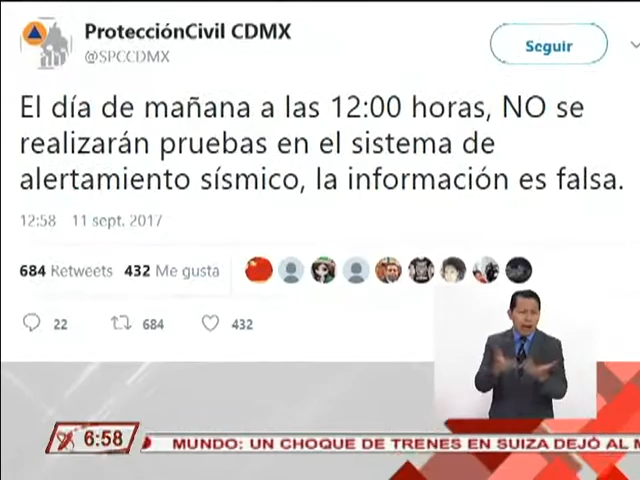 ProtecciónCivil CDMX
@SPCCDMX
Seguir
El día de mañana a las 12:00 horas, NO se
realizarán pruebas en el sistema de
alertamiento sísmico, la información es falsa.
12:58 11 sept. 2017
684 Retweets 432 Me gusta
22 684 432
6:58 MUNDO: UN CHOQUE DE TRENES EN SUIZA DEJÓ AL M